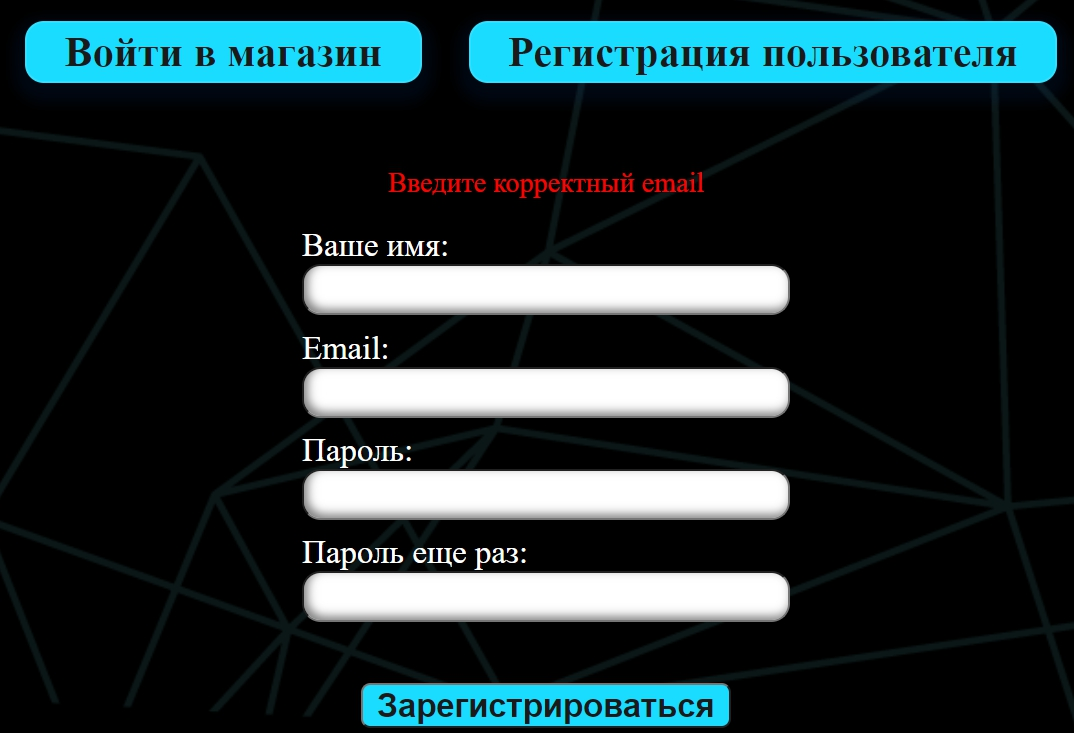 Войти в магазин
Регистрация пользователя
Введите корректный email
Ваше имя:
Email:
Пароль:
Пароль еще раз:
Зарегистрироваться